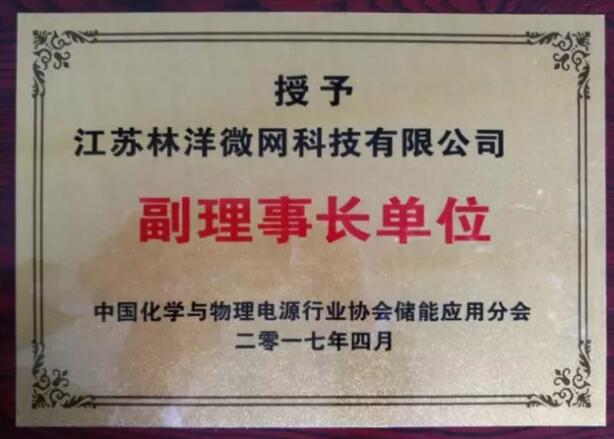 授予
江苏林洋微网科技有限公司
副理事长单位
中国化学与物理电源行业协会储能应用分会
二零一七年四月